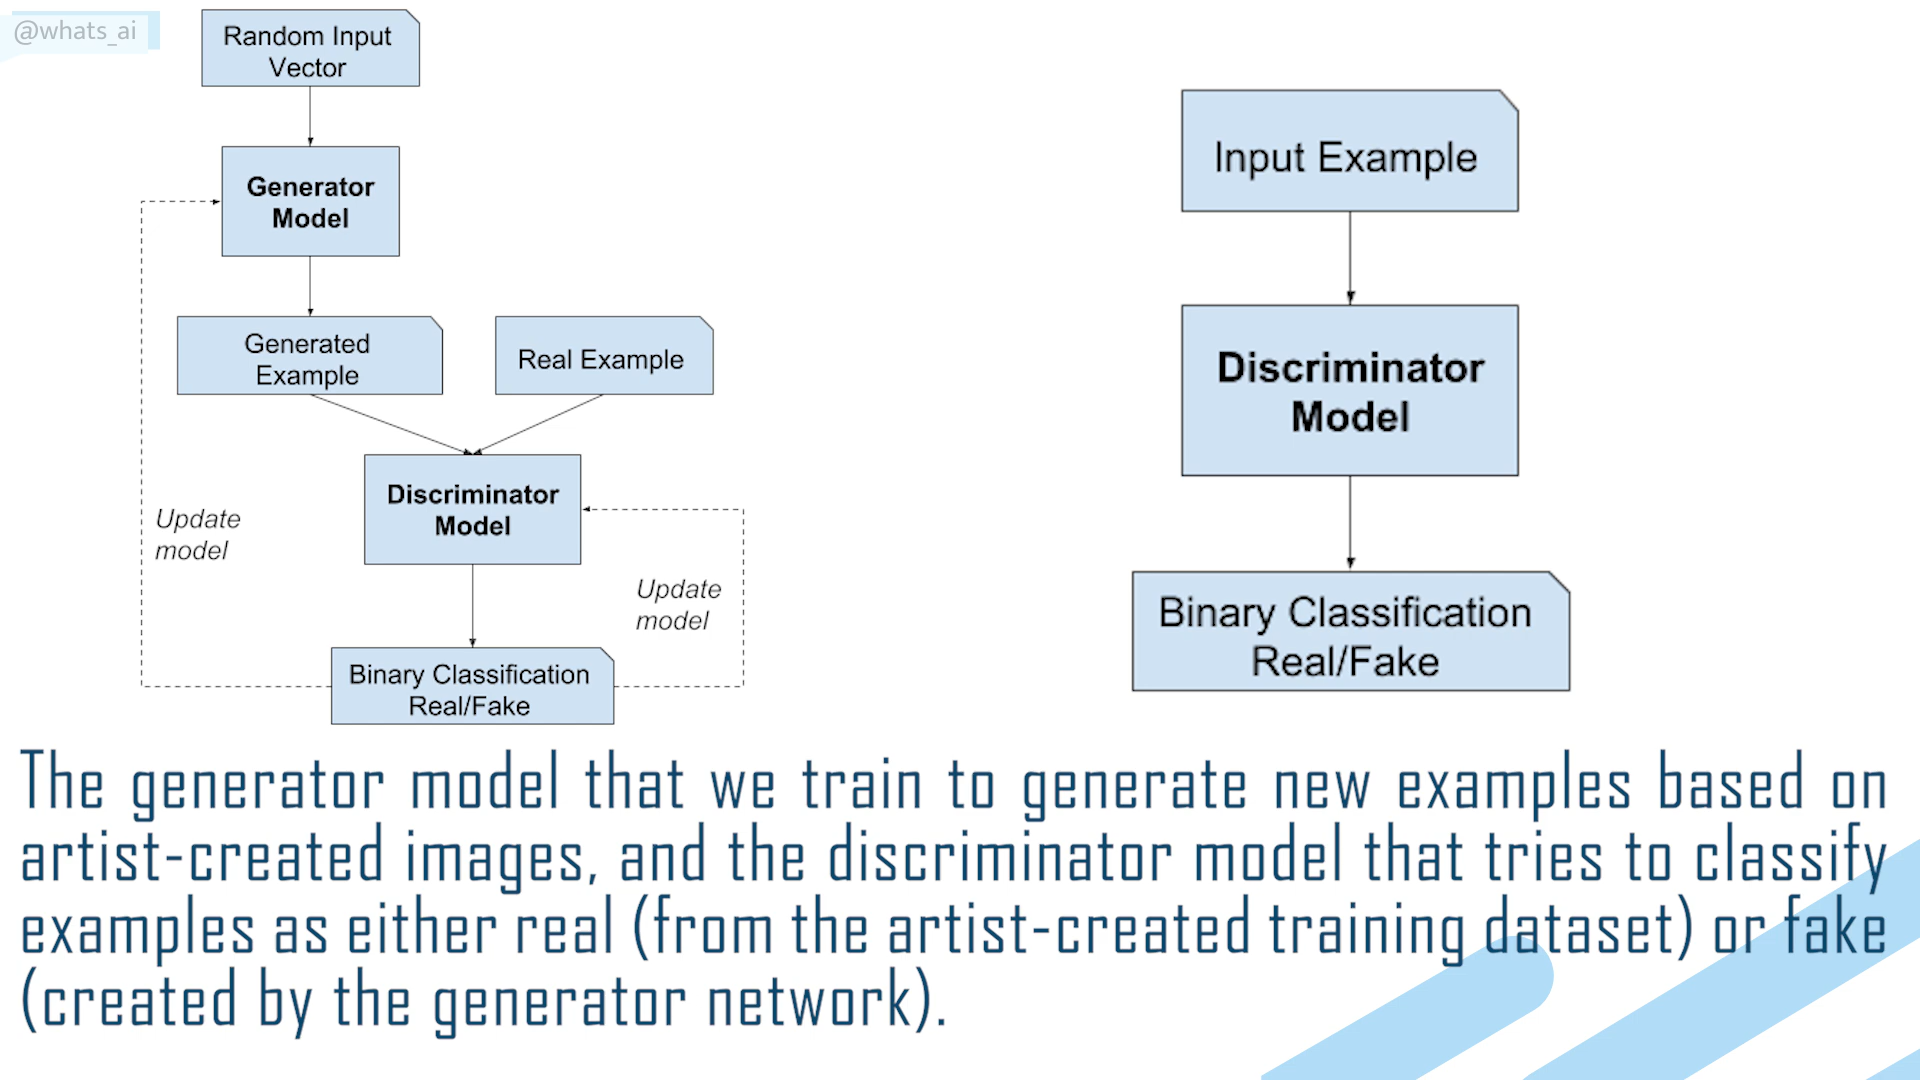 @whats_ai
Random Input
Vector
Generator
Model
Generated
Example
Real Example
Discriminator
Model
Update
model
Update
model
Binary Classification
Real/Fake
Input Example
Discriminator
Model
Binary Classification
Real/Fake
The generator model that we train to generate new examples based on
artist-created images, and the discriminator model that tries to classify
examples as either real (from the artist-created training dataset) or fake
(created by the generator network).